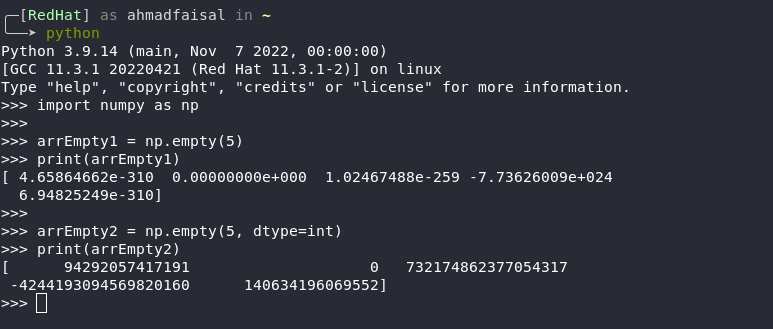 ╭─[RedHat] as ahmadfaisal in ~
╰──➤ python
Python 3.9.14 (main, Nov  7 2022, 00:00:00)
[GCC 11.3.1 20220421 (Red Hat 11.3.1-2)] on linux
Type "help", "copyright", "credits" or "license" for more information.
>>> import numpy as np
>>>
>>> arrEmpty1 = np.empty(5)
>>> print(arrEmpty1)
[ 4.65864662e-310  0.00000000e+000  1.02467488e-259 -7.73626009e+024
  6.94825249e-310]
>>>
>>> arrEmpty2 = np.empty(5, dtype=int)
>>> print(arrEmpty2)
[      94292057417191                    0   732174862377054317
 -4244193094569820160      140634196069552]
>>>